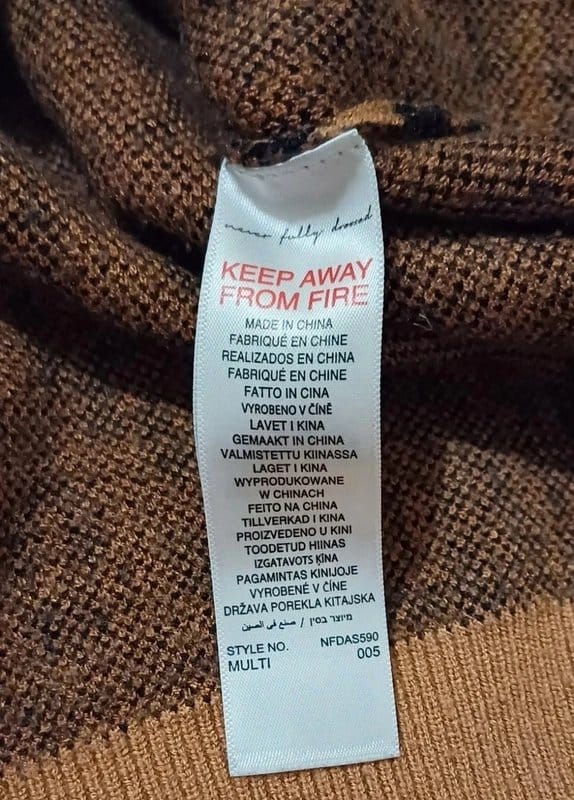 never fully dressed
KEEP AWAY
FROM FIRE
MADE IN CHINA
FABRIQUÉ EN CHINE
REALIZADOS EN CHINA
FABRIQUÉ EN CHINE
FATTO IN CINA
VYROBENO V ČÍNĚ
LAVET I KINA
GEMAAKT IN CHINA
VALMISTETTU KIINASSA
LAGET I KINA
WYPRODUKOWANE
W CHINACH
FEITO NA CHINA
TILLVERKAD I KINA
PROIZVEDENO U KINI
TOODETUD HIINAS
IZGATAVOTS ĶĪNA
PAGAMINTAS KINIJOJE
VYROBENÉ V ČÍNE
DRŽAVA POREKLA KITAJSKA
מיוצר בסין / صنع في الصين
STYLE NO. NFDAS590
MULTI 005